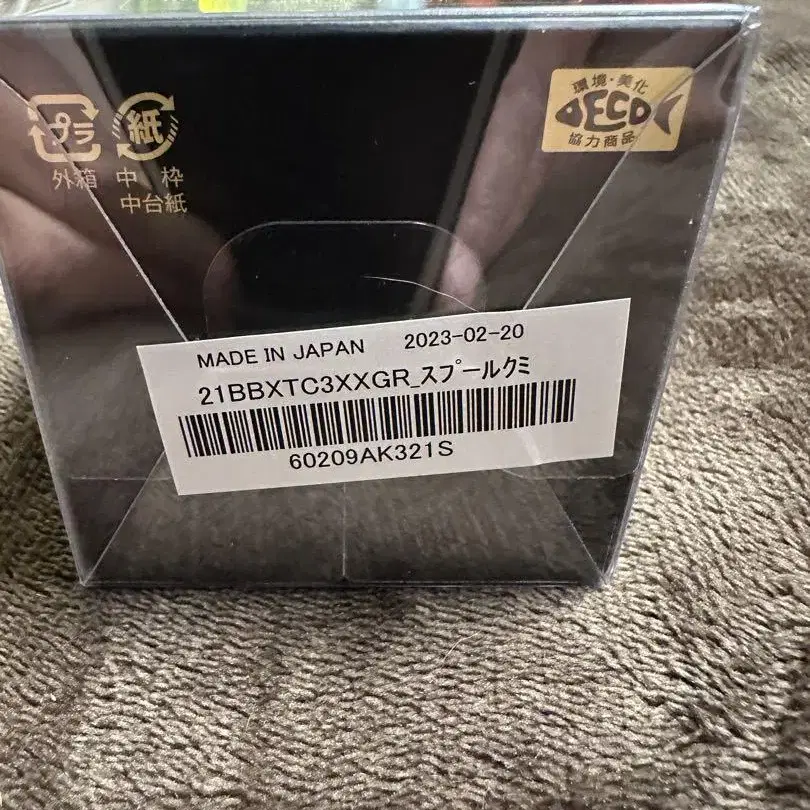 プラ
外箱
紙
中 枠
中台紙
環境・美化
ECO
協力商品
MADE IN JAPAN 2023-02-20
21BBXTC3XXGR_スプールクミ
60209AK321S